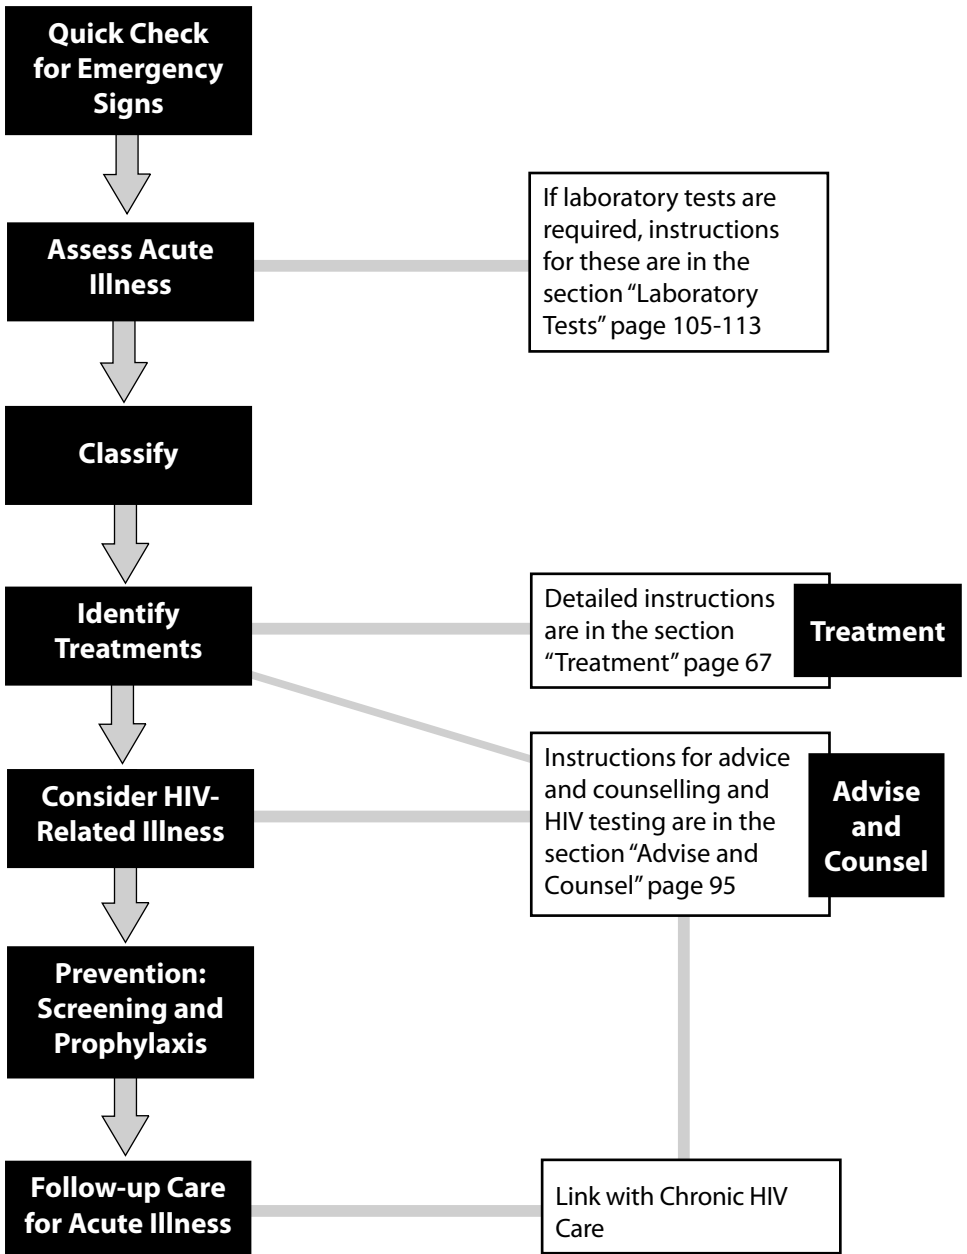 Quick Check
for Emergency
Signs
If laboratory tests are
required, instructions
for these are in the
section “Laboratory
Tests” page 105-113
Assess Acute
Illness
Classify
Identify
Treatments
Detailed instructions
are in the section
“Treatment” page 67
Treatment
Consider HIV-
Related Illness
Instructions for advice
and counselling and
HIV testing are in the
section “Advise and
Counsel” page 95
Advise
and
Counsel
Prevention:
Screening and
Prophylaxis
Follow-up Care
for Acute Illness
Link with Chronic HIV
Care